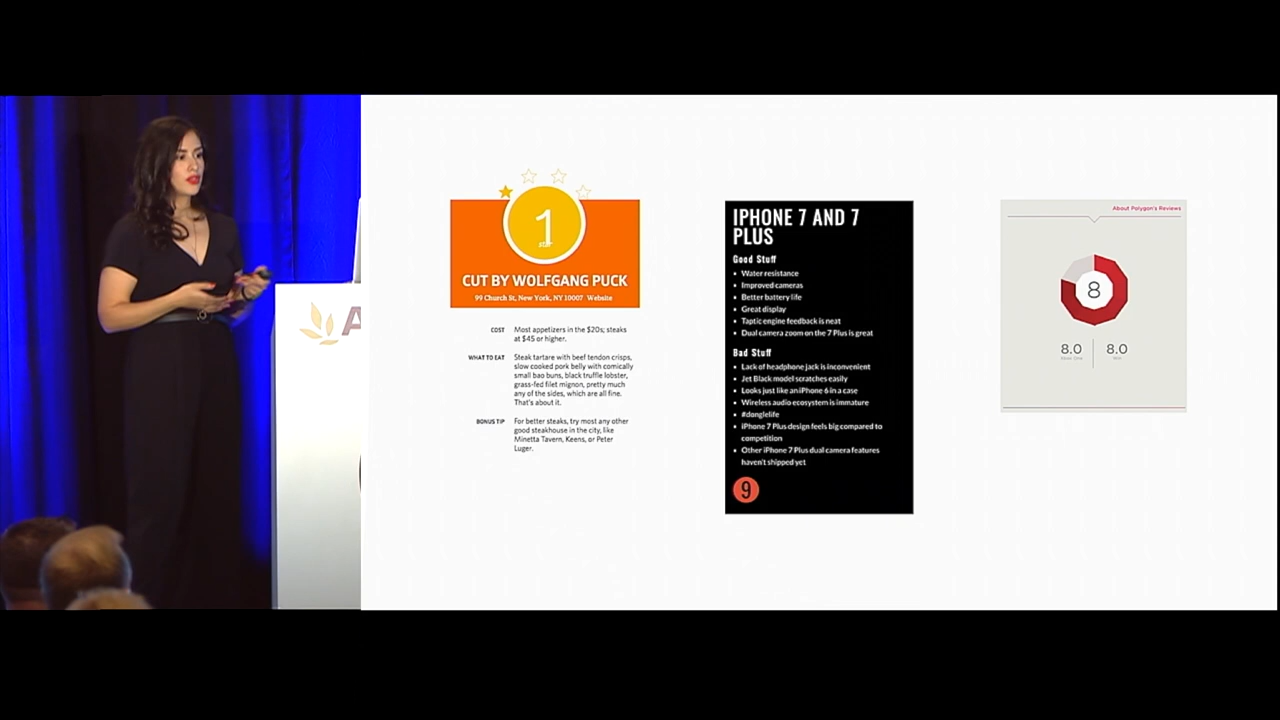 A
1
STAR
CUT BY WOLFGANG PUCK
99 Church St, New York, NY 10007 Website
COST
Most appetizers in the $20s; steaks
at $45 or higher.
WHAT TO EAT
Steak tartare with beef tendon crisps,
slow cooked pork belly with comically
small bao buns, black truffle lobster,
grass-fed filet mignon, pretty much
any of the sides, which are all fine.
That's about it.
BONUS TIP
For better steaks, try most any other
good steakhouse in the city, like
Minetta Tavern, Keens, or Peter
Luger.
IPHONE 7 AND 7
PLUS
Good Stuff
• Water resistance
• Improved cameras
• Better battery life
• Great display
• Taptic engine feedback is neat
• Dual camera zoom on the 7 Plus is great
Bad Stuff
• Lack of headphone jack is inconvenient
• Jet Black model scratches easily
• Looks just like an iPhone 6 in a case
• Wireless audio ecosystem is immature
• #donglelife
• iPhone 7 Plus design feels big compared to
competition
• Other iPhone 7 Plus dual camera features
haven't shipped yet
9
About Polygon's Reviews
8
8.0 8.0